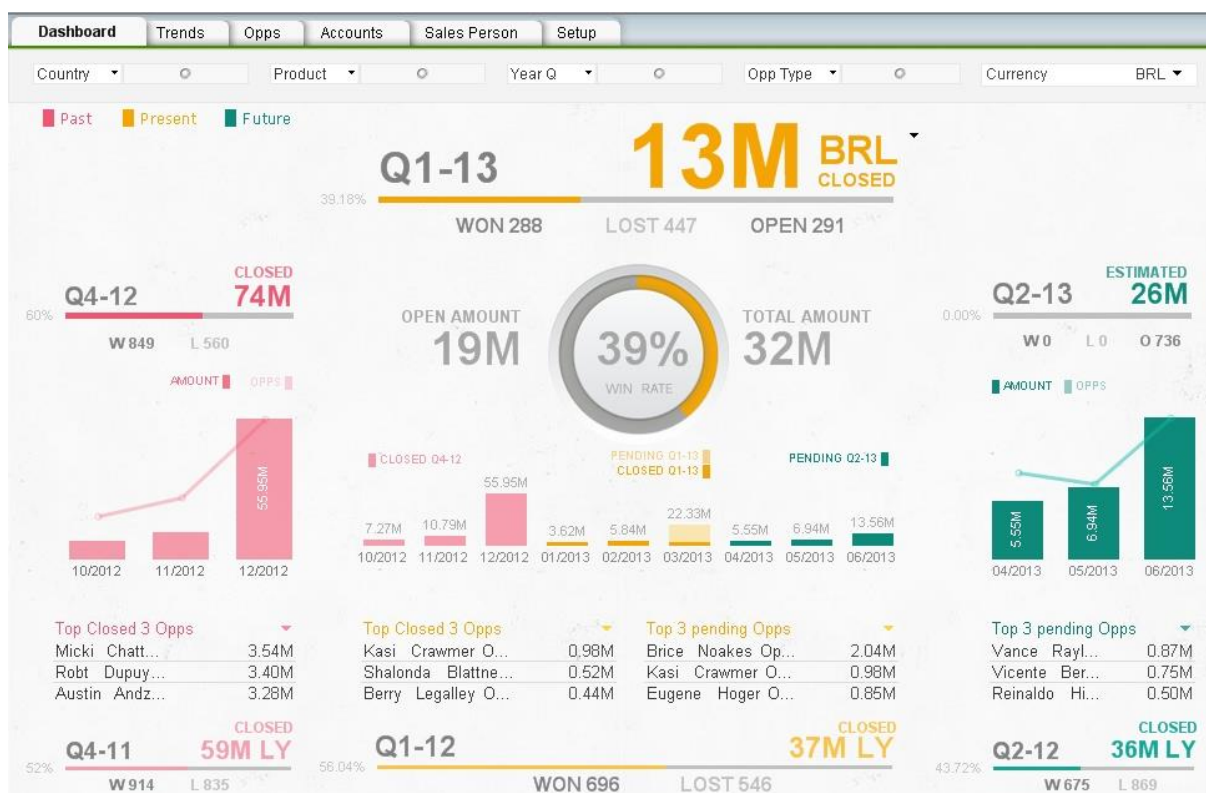 Dashboard Trends Opps Accounts Sales Person Setup
Country Product Year Q Opp Type Currency BRL
Past Present Future
Q1-13 13M BRL CLOSED
39.18%
WON 288 LOST 447 OPEN 291
CLOSED
Q4-12 74M
60%
W 849 L 560
AMOUNT OPPS
55.95M
10/2012 11/2012 12/2012
OPEN AMOUNT
19M
39%
WIN RATE
TOTAL AMOUNT
32M
ESTIMATED
Q2-13 26M
0.00%
W 0 L 0 O 736
AMOUNT OPPS
5.55M 6.94M 13.56M
04/2013 05/2013 06/2013
CLOSED Q4-12
PENDING Q1-13
CLOSED Q1-13
PENDING Q2-13
7.27M 10.79M 55.95M 3.62M 5.84M 22.33M 5.55M 6.94M 13.56M
10/2012 11/2012 12/2012 01/2013 02/2013 03/2013 04/2013 05/2013 06/2013
Top Closed 3 Opps
Micki Chatt... 3.54M
Robt Dupuy... 3.40M
Austin Andz... 3.28M
Top Closed 3 Opps
Kasi Crawmer O... 0.98M
Shalonda Blattne... 0.52M
Berry Legalley O... 0.44M
Top 3 pending Opps
Brice Noakes Op... 2.04M
Kasi Crawmer O... 0.98M
Eugene Hoger O... 0.85M
Top 3 pending Opps
Vance Rayl... 0.87M
Vicente Ber... 0.75M
Reinaldo Hi... 0.50M
CLOSED
Q4-11 59M LY
52%
W 914 L 835
CLOSED
Q1-12 37M LY
56.04%
WON 696 LOST 546
CLOSED
Q2-12 36M LY
43.72%
W 675 L 869